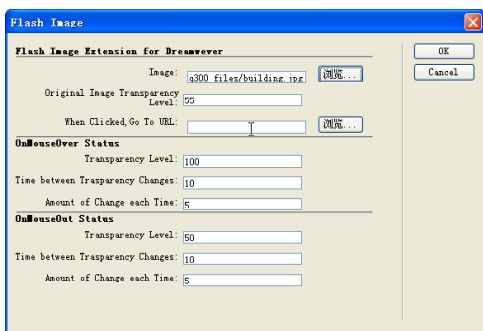 Flash Image
Flash Image Extension for Dreamwever
OK
Image: q300_files/building.jpg 浏览...
Cancel
Original Image Transparency
Level: 55
When Clicked,Go To URL: 浏览...
OnMouseOver Status
Transparency Level: 100
Time between Trasparency Changes: 10
Amount of Change each Time: 5
OnMouseOut Status
Transparency Level: 50
Time between Trasparency Changes: 10
Amount of Change each Time: 5